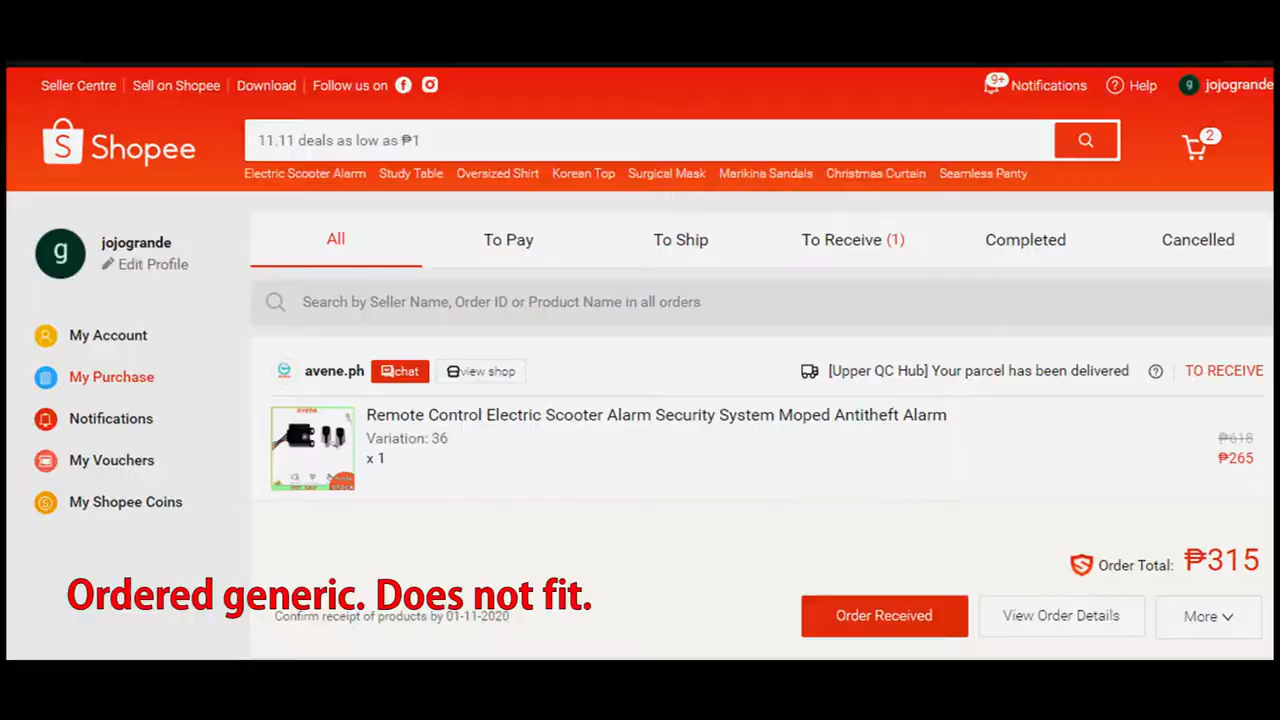 Seller Centre Sell on Shopee Download Follow us on
9+ Notifications Help g jojogrande
S Shopee
11.11 deals as low as ₱1
2
Electric Scooter Alarm Study Table Oversized Shirt Korean Top Surgical Mask Marikina Sandals Christmas Curtain Seamless Panty
g
jojogrande
Edit Profile
My Account
My Purchase
Notifications
My Vouchers
My Shopee Coins
All To Pay To Ship To Receive (1) Completed Cancelled
Search by Seller Name, Order ID or Product Name in all orders
avene.ph chat view shop [Upper QC Hub] Your parcel has been delivered TO RECEIVE
Remote Control Electric Scooter Alarm Security System Moped Antitheft Alarm
Variation: 36
x 1
₱618
₱265
Order Total: ₱315
Ordered generic. Does not fit.
Confirm receipt of products by 01-11-2020
Order Received View Order Details More